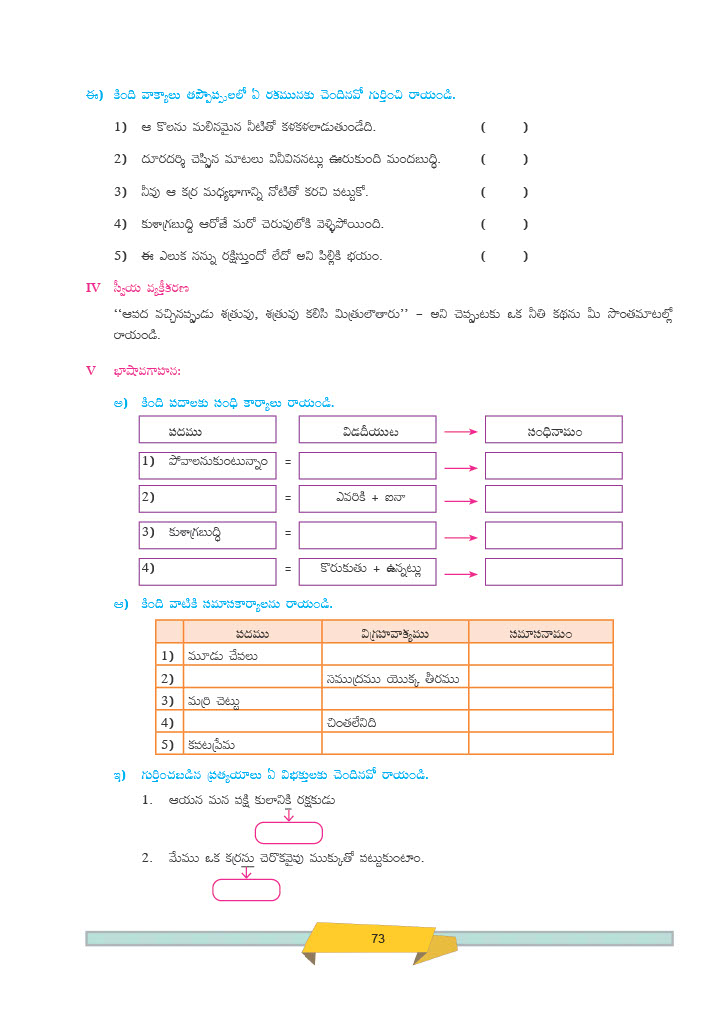 ఈ) కింది వాక్యాలు తప్పొప్పులలో ఏ రకమునకు చెందినవో గుర్తించి రాయండి.
1) ఆ కొలను మలినమైన నీటితో కళకళలాడుతుండేది. ( )
2) దూరదర్శి చెప్పిన మాటలు వినీవిననట్లు ఊరుకుంది మందబుద్ధి. ( )
3) నీవు ఆ కర్ర మధ్యభాగాన్ని నోటితో కరచి పట్టుకో. ( )
4) కుశాగ్రబుద్ధి ఆరోజే మరో చెరువులోకి వెళ్ళిపోయింది. ( )
5) ఈ ఎలుక నన్ను రక్షిస్తుందో లేదో అని పిల్లికి భయం. ( )
IV స్వీయ వ్యక్తీకరణ
‘‘ఆపద వచ్చినప్పుడు శత్రువు, శత్రువు కలిసి మిత్రులౌతారు’’ – అని చెప్పుటకు ఒక నీతి కథను మీ సొంతమాటల్లో
రాయండి.
V భాషావగాహన:
అ) కింది పదాలకు సంధి కార్యాలు రాయండి.
పదము విడదీయుట సంధినామం
1) పోవాలనుకుంటున్నాం =
2) = ఎవరికి + ఐనా
3) కుశాగ్రబుద్ధి =
4) = కొరుకుతు + ఉన్నట్లు
ఆ) కింది వాటికి సమాసకార్యాలను రాయండి.
పదము విగ్రహవాక్యము సమాసనామం
1) మూడు చేపలు
2) సముద్రము యొక్క తీరము
3) మర్రి చెట్టు
4) చింతలేనిది
5) కపటప్రేమ
ఇ) గుర్తించబడిన ప్రత్యయాలు ఏ విభక్తులకు చెందినవో రాయండి.
1. ఆయన మన పక్షి కులానికి రక్షకుడు
2. మేము ఒక కర్రను చెరొకవైవు ముక్కుతో పట్టుకుంటాం.
73